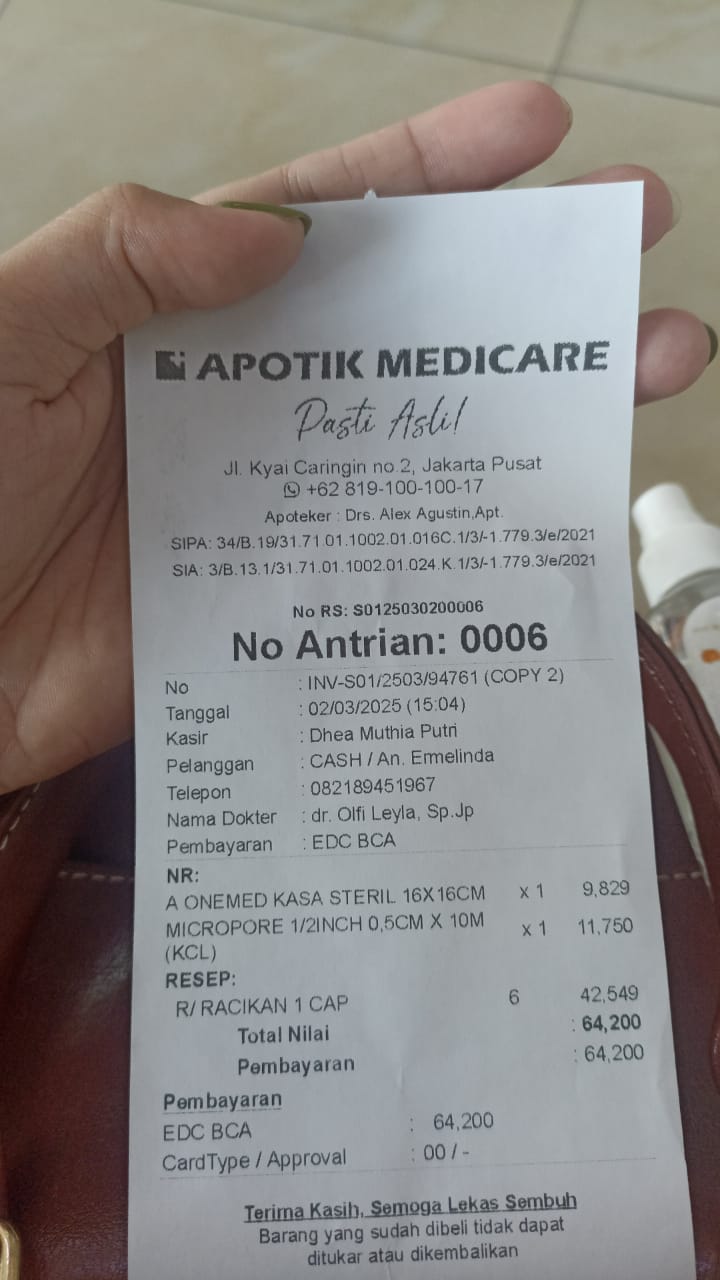 APOTIK MEDICARE
Pasti Asli!
Jl. Kyai Caringin no.2, Jakarta Pusat
+62 819-100-100-17
Apoteker : Drs. Alex Agustin,Apt.
SIPA: 34/B.19/31.71.01.1002.01.016C.1/3/-1.779.3/e/2021
SIA: 3/B.13.1/31.71.01.1002.01.024.K.1/3/-1.779.3/e/2021
No RS: S0125030200006
No Antrian: 0006
No : INV-S01/2503/94761 (COPY 2)
Tanggal : 02/03/2025 (15:04)
Kasir : Dhea Muthia Putri
Pelanggan : CASH / An. Ermelinda
Telepon : 082189451967
Nama Dokter : dr. Olfi Leyla, Sp.Jp
Pembayaran : EDC BCA
NR:
A ONEMED KASA STERIL 16X16CM x 1 9,829
MICROPORE 1/2INCH 0,5CM X 10M x 1 11,750
(KCL)
RESEP:
R/ RACIKAN 1 CAP 6 42,549
Total Nilai : 64,200
Pembayaran : 64,200
Pembayaran
EDC BCA : 64,200
CardType / Approval : 00 / -
Terima Kasih, Semoga Lekas Sembuh
Barang yang sudah dibeli tidak dapat
ditukar atau dikembalikan